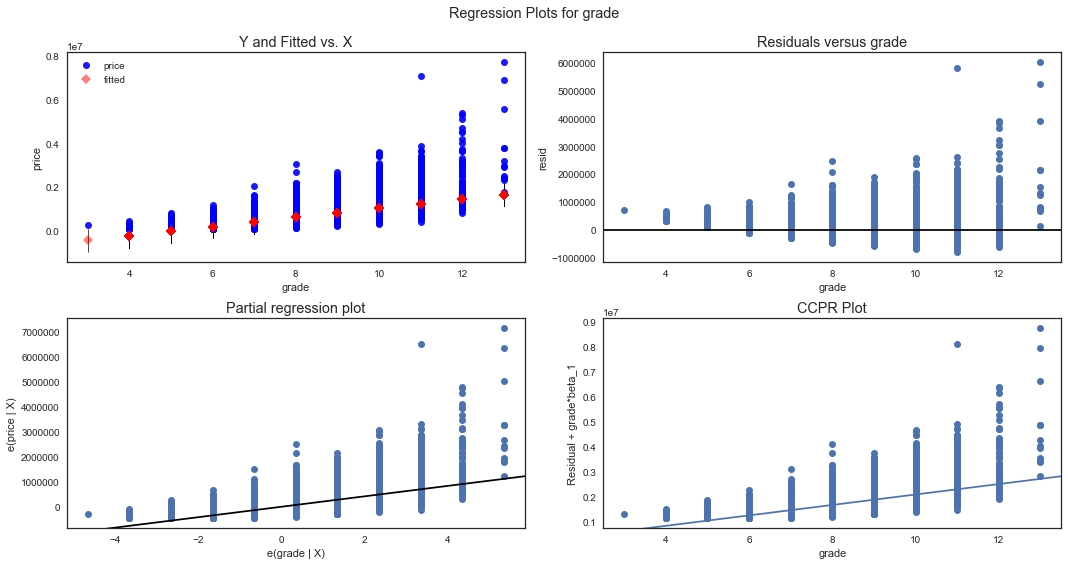 Regression Plots for grade
Y and Fitted vs. X
1e7
0.8
0.6
0.4
0.2
0.0
price
price
fitted
4 6 8 10 12
grade
Residuals versus grade
6000000
5000000
4000000
3000000
2000000
1000000
0
−1000000
resid
4 6 8 10 12
grade
Partial regression plot
7000000
6000000
5000000
4000000
3000000
2000000
1000000
0
e(price | X)
−4 −2 0 2 4
e(grade | X)
CCPR Plot
1e7
0.9
0.8
0.7
0.6
0.5
0.4
0.3
0.2
0.1
Residual + grade*beta_1
4 6 8 10 12
grade